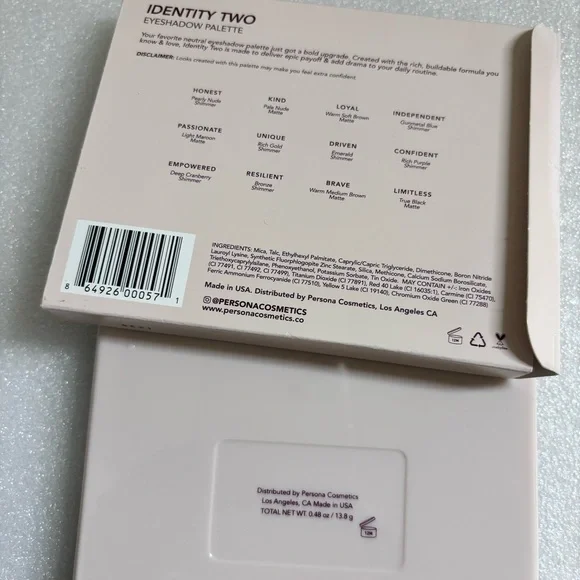 IDENTITY TWO
EYESHADOW PALETTE
Your favorite neutral eyeshadow palette just got a bold upgrade. Created with the rich, buildable formula you
know & love, Identity Two is made to deliver epic payoff & add drama to your daily routine.
DISCLAIMER: Looks created with this palette may make you feel extra confident
HONEST
Pearly Nude
Shimmer
KIND
Pale Nude
Matte
LOYAL
Warm Soft Brown
Matte
INDEPENDENT
Gunmetal Blue
Shimmer
PASSIONATE
Light Maroon
Matte
UNIQUE
Rich Gold
Shimmer
DRIVEN
Emerald
Shimmer
CONFIDENT
Rich Purple
Shimmer
EMPOWERED
Deep Cranberry
Shimmer
RESILIENT
Bronze
Shimmer
BRAVE
Warm Medium Brown
Matte
LIMITLESS
True Black
Matte
8 64926 00057 1
INGREDIENTS: Mica, Talc, Ethylhexyl Palmitate, Caprylic/Capric Triglyceride, Dimethicone, Boron Nitride
Lauroyl Lysine, Synthetic Fluorphlogopite Zinc Stearate, Silica, Methicone, Calcium Sodium Borosilicate,
Triethoxycaprylylsilane, Phenoxyethanol, Potassium Sorbate, Tin Oxide. MAY CONTAIN +/-: Iron Oxides
(CI 77491, CI 77492, CI 77499), Titanium Dioxide (CI 77891), Red 40 Lake (CI 16035:1), Carmine (CI 75470),
Ferric Ammonium Ferrocyanide (CI 77510), Yellow 5 Lake (CI 19140), Chromium Oxide Green (CI 77288)
Made in USA. Distributed by Persona Cosmetics, Los Angeles, CA
@PERSONACOSMETICS
www.personacosmetics.co
12M
Distributed by Persona Cosmetics
Los Angeles, CA Made in USA
TOTAL NET WT. 0.48 oz / 13.8 g
12M